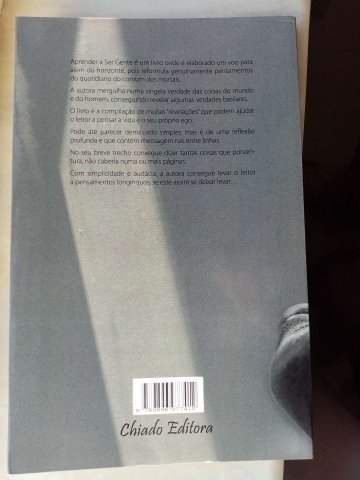 Aprender a Ser Gente é um livro onde é elaborado um voo para
além do horizonte, pois reformula genuinamente pensamentos
do quotidiano do comum dos mortais.
A autora mergulha numa singela verdade das coisas do mundo
e do homem, conseguindo revelar algumas verdades basilares.
O livro é a compilação de muitas "revelações" que podem ajudar
o leitor a pensar a vida e o seu próprio ego.
Pode até parecer demasiado simples, mas é de uma reflexão
profunda e que contém mensagem nas entre linhas.
No seu breve trecho consegue dizer tantas coisas que porven-
tura, não caberia numa ou mais páginas.
Com simplicidade e audácia, a autora consegue levar o leitor
a pensamentos longínquos, se este assim se deixar levar...
Chiado Editora